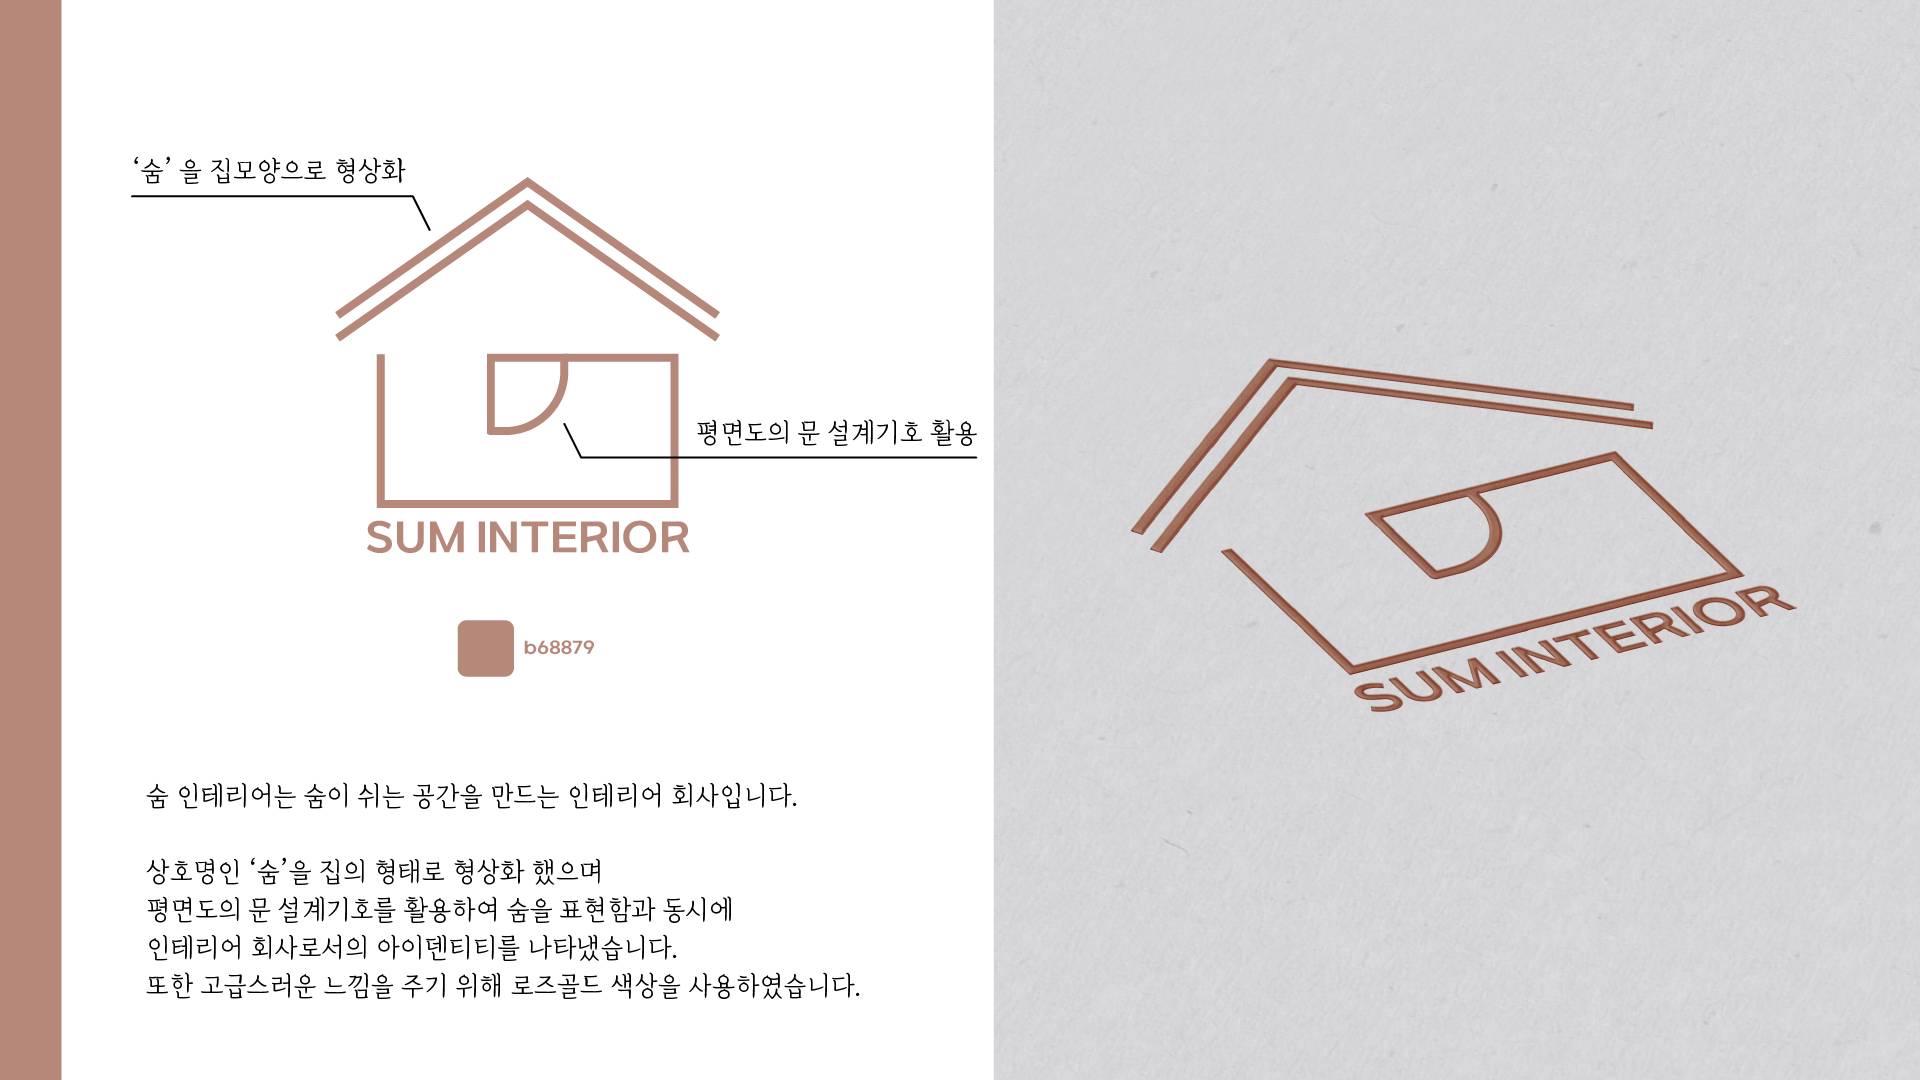 ‘숨’ 을 집모양으로 형상화
평면도의 문 설계기호 활용
SUM INTERIOR
b68879
숨 인테리어는 숨이 쉬는 공간을 만드는 인테리어 회사입니다.
상호명인 ‘숨’을 집의 형태로 형상화 했으며
평면도의 문 설계기호를 활용하여 숨을 표현함과 동시에
인테리어 회사로서의 아이덴티티를 나타냈습니다.
또한 고급스러운 느낌을 주기 위해 로즈골드 색상을 사용하였습니다.
SUM INTERIOR